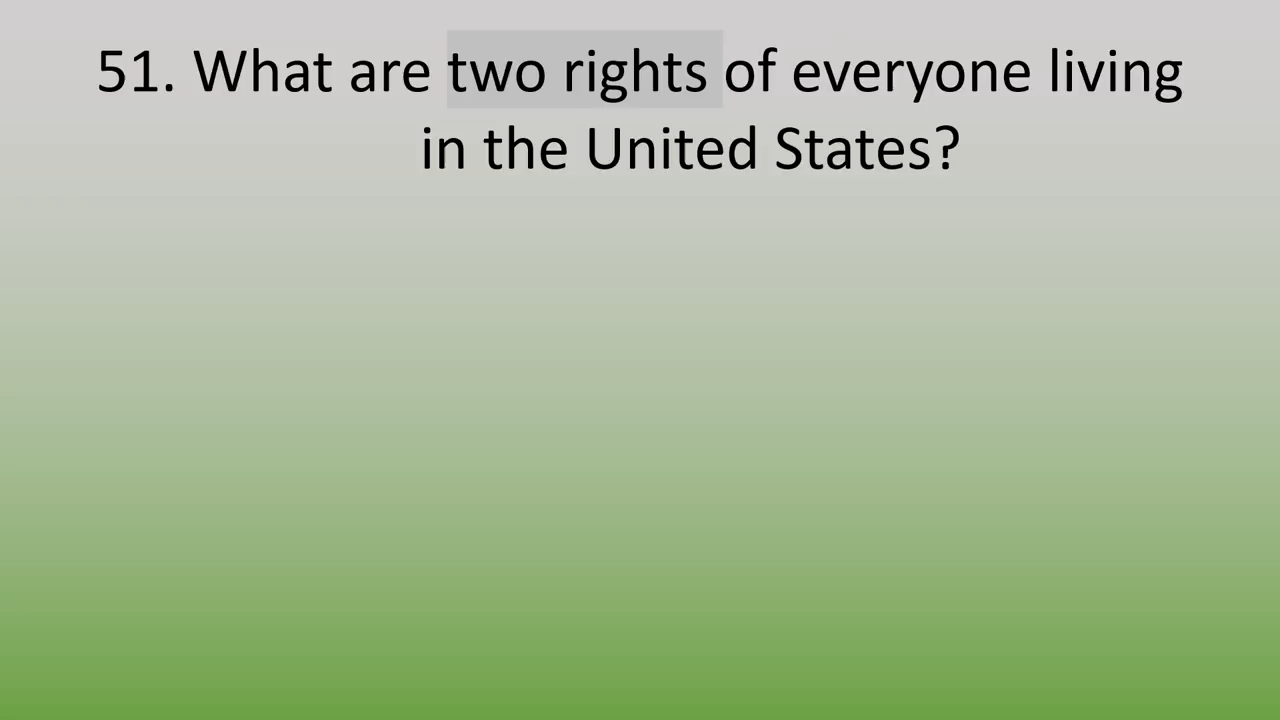 51. What are two rights of everyone living
in the United States?